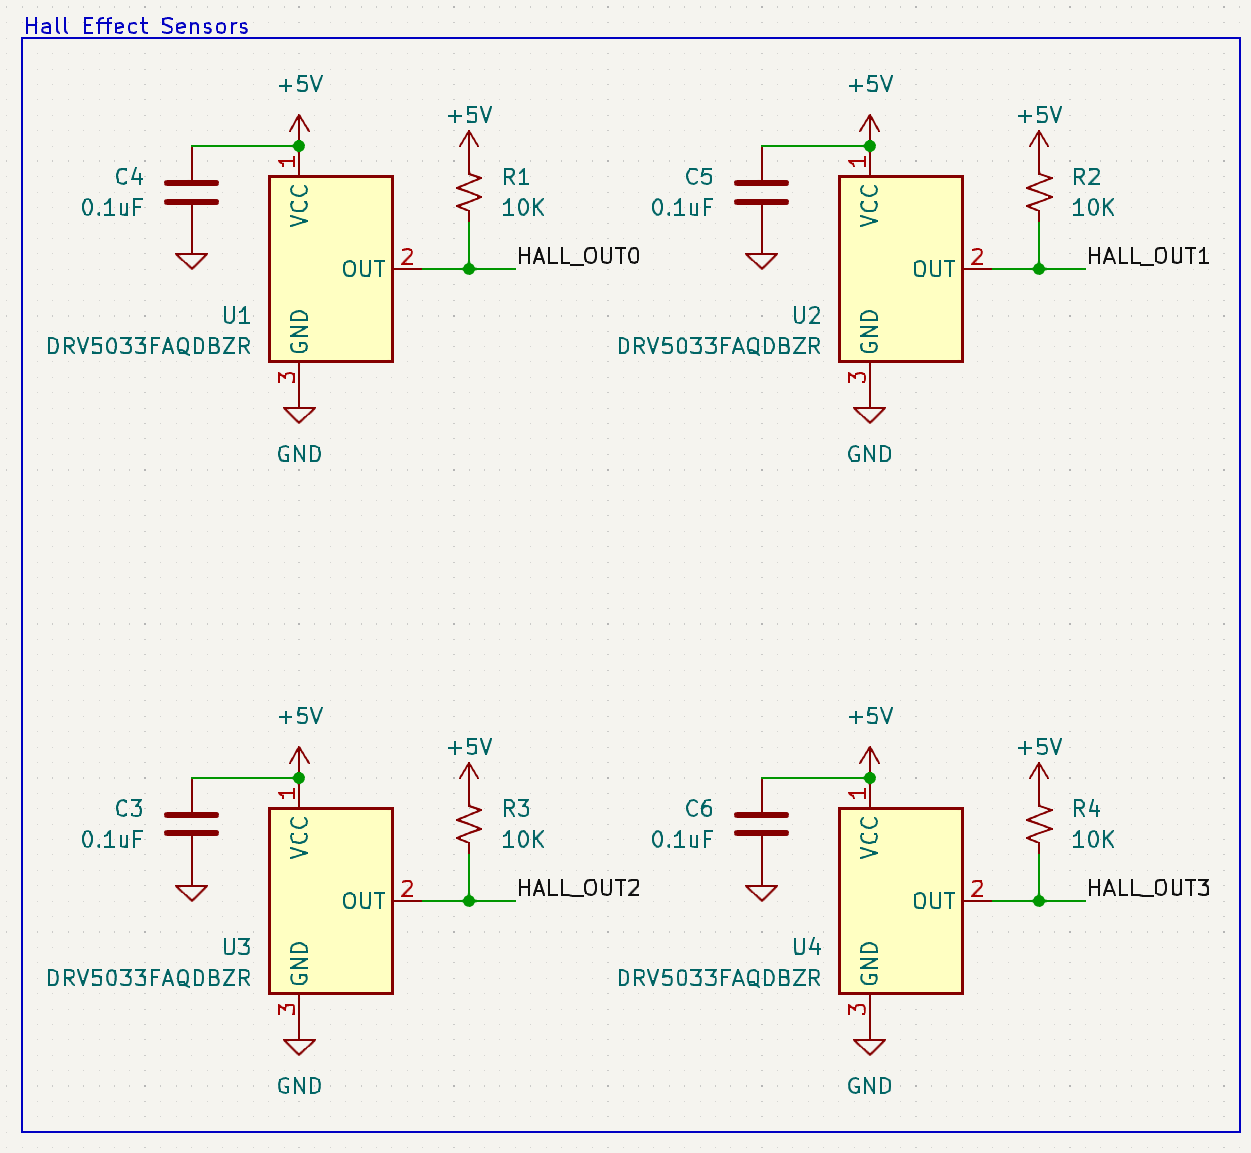 Hall Effect Sensors
+5V
+5V
C4
0.1uF
1
VCC
R1
10K
OUT
2
HALL_OUT0
U1
DRV5033FAQDBZR
GND
3
GND
+5V
+5V
C5
0.1uF
1
VCC
R2
10K
OUT
2
HALL_OUT1
U2
DRV5033FAQDBZR
GND
3
GND
+5V
+5V
C3
0.1uF
1
VCC
R3
10K
OUT
2
HALL_OUT2
U3
DRV5033FAQDBZR
GND
3
GND
+5V
+5V
C6
0.1uF
1
VCC
R4
10K
OUT
2
HALL_OUT3
U4
DRV5033FAQDBZR
GND
3
GND